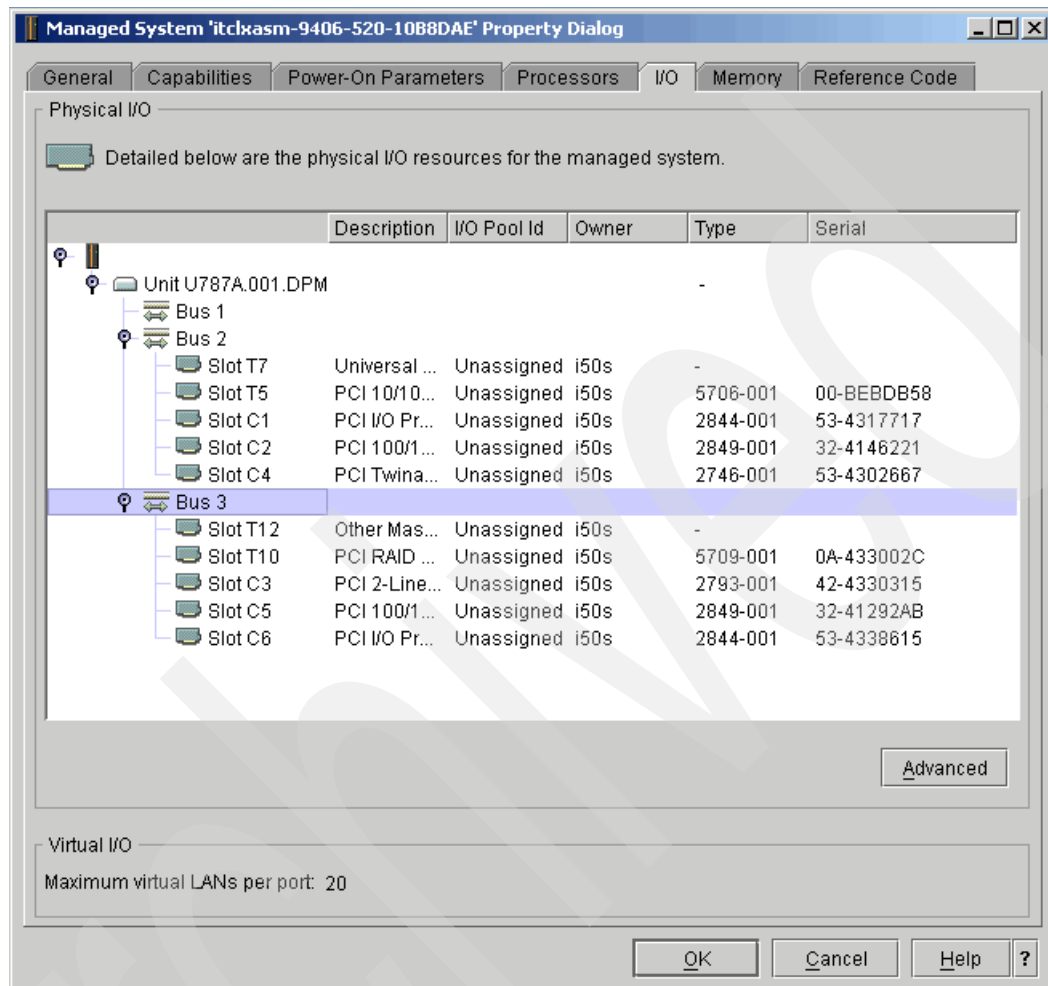 Managed System 'itclxasm-9406-520-10B8DAE' Property Dialog
General Capabilities Power-On Parameters Processors I/O Memory Reference Code
Physical I/O
Detailed below are the physical I/O resources for the managed system.
Description I/O Pool Id Owner Type Serial
Unit U787A.001.DPM -
Bus 1
Bus 2
Slot T7 Universal ... Unassigned i50s -
Slot T5 PCI 10/10... Unassigned i50s 5706-001 00-BEBDB58
Slot C1 PCI I/O Pr... Unassigned i50s 2844-001 53-4317717
Slot C2 PCI 100/1... Unassigned i50s 2849-001 32-4146221
Slot C4 PCI Twina... Unassigned i50s 2746-001 53-4302667
Bus 3
Slot T12 Other Mas... Unassigned i50s -
Slot T10 PCI RAID ... Unassigned i50s 5709-001 0A-433002C
Slot C3 PCI 2-Line... Unassigned i50s 2793-001 42-4330315
Slot C5 PCI 100/1... Unassigned i50s 2849-001 32-41292AB
Slot C6 PCI I/O Pr... Unassigned i50s 2844-001 53-4338615
Advanced
Virtual I/O
Maximum virtual LANs per port: 20
OK Cancel Help ?